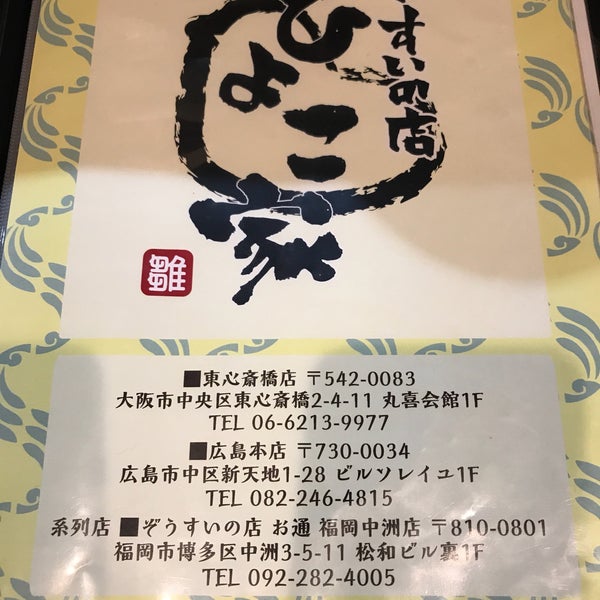 すいの店
ひよこ家
雛
■東心斎橋店 〒542-0083
大阪市中央区東心斎橋2-4-11 丸喜会館1F
TEL 06-6213-9977
■広島本店 〒730-0034
広島市中区新天地1-28 ビルソレイユ1F
TEL 082-246-4815
系列店 ■ぞうすいの店 お通 福岡中洲店 〒810-0801
福岡市博多区中洲3-5-11 松和ビル裏1F
TEL 092-282-4005